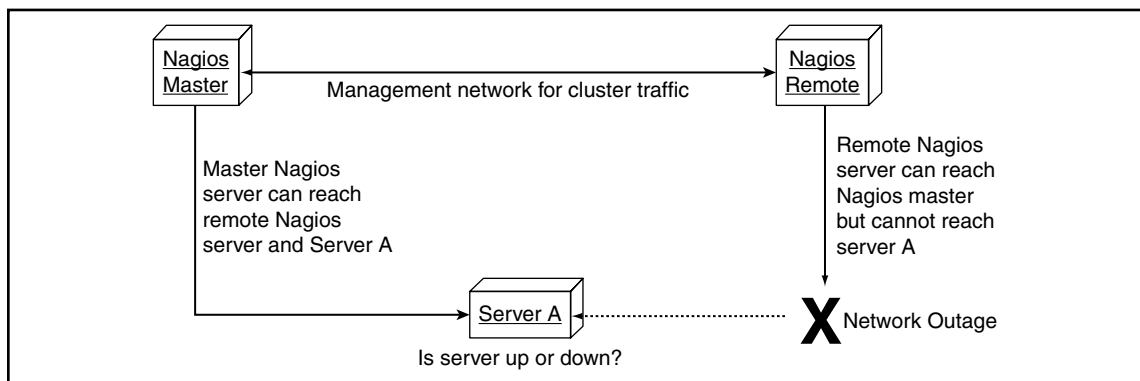 Nagios
Master
Nagios
Remote
Management network for cluster traffic
Master Nagios
server can reach
remote Nagios
server and Server A
Remote Nagios
server can reach
Nagios master
but cannot reach
server A
Server A
X
Network Outage
Is server up or down?